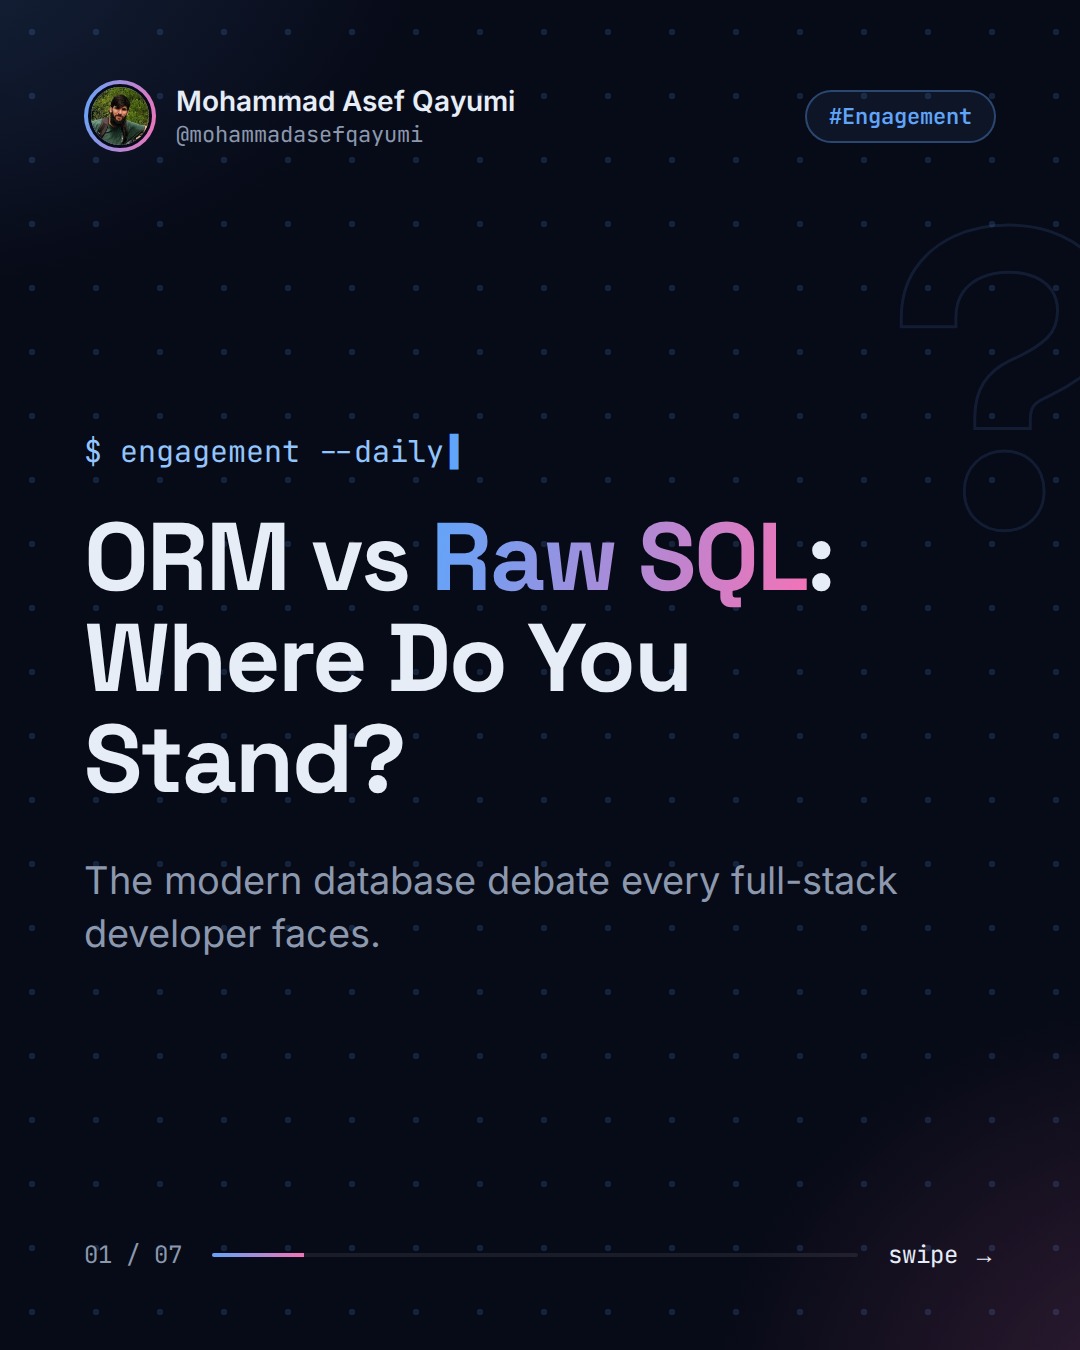 Mohammad Asef Qayumi
@mohammadasefqayumi
#Engagement
?
$ engagement --daily
ORM vs Raw SQL:
Where Do You
Stand?
The modern database debate every full-stack
developer faces.
01 / 07
swipe →